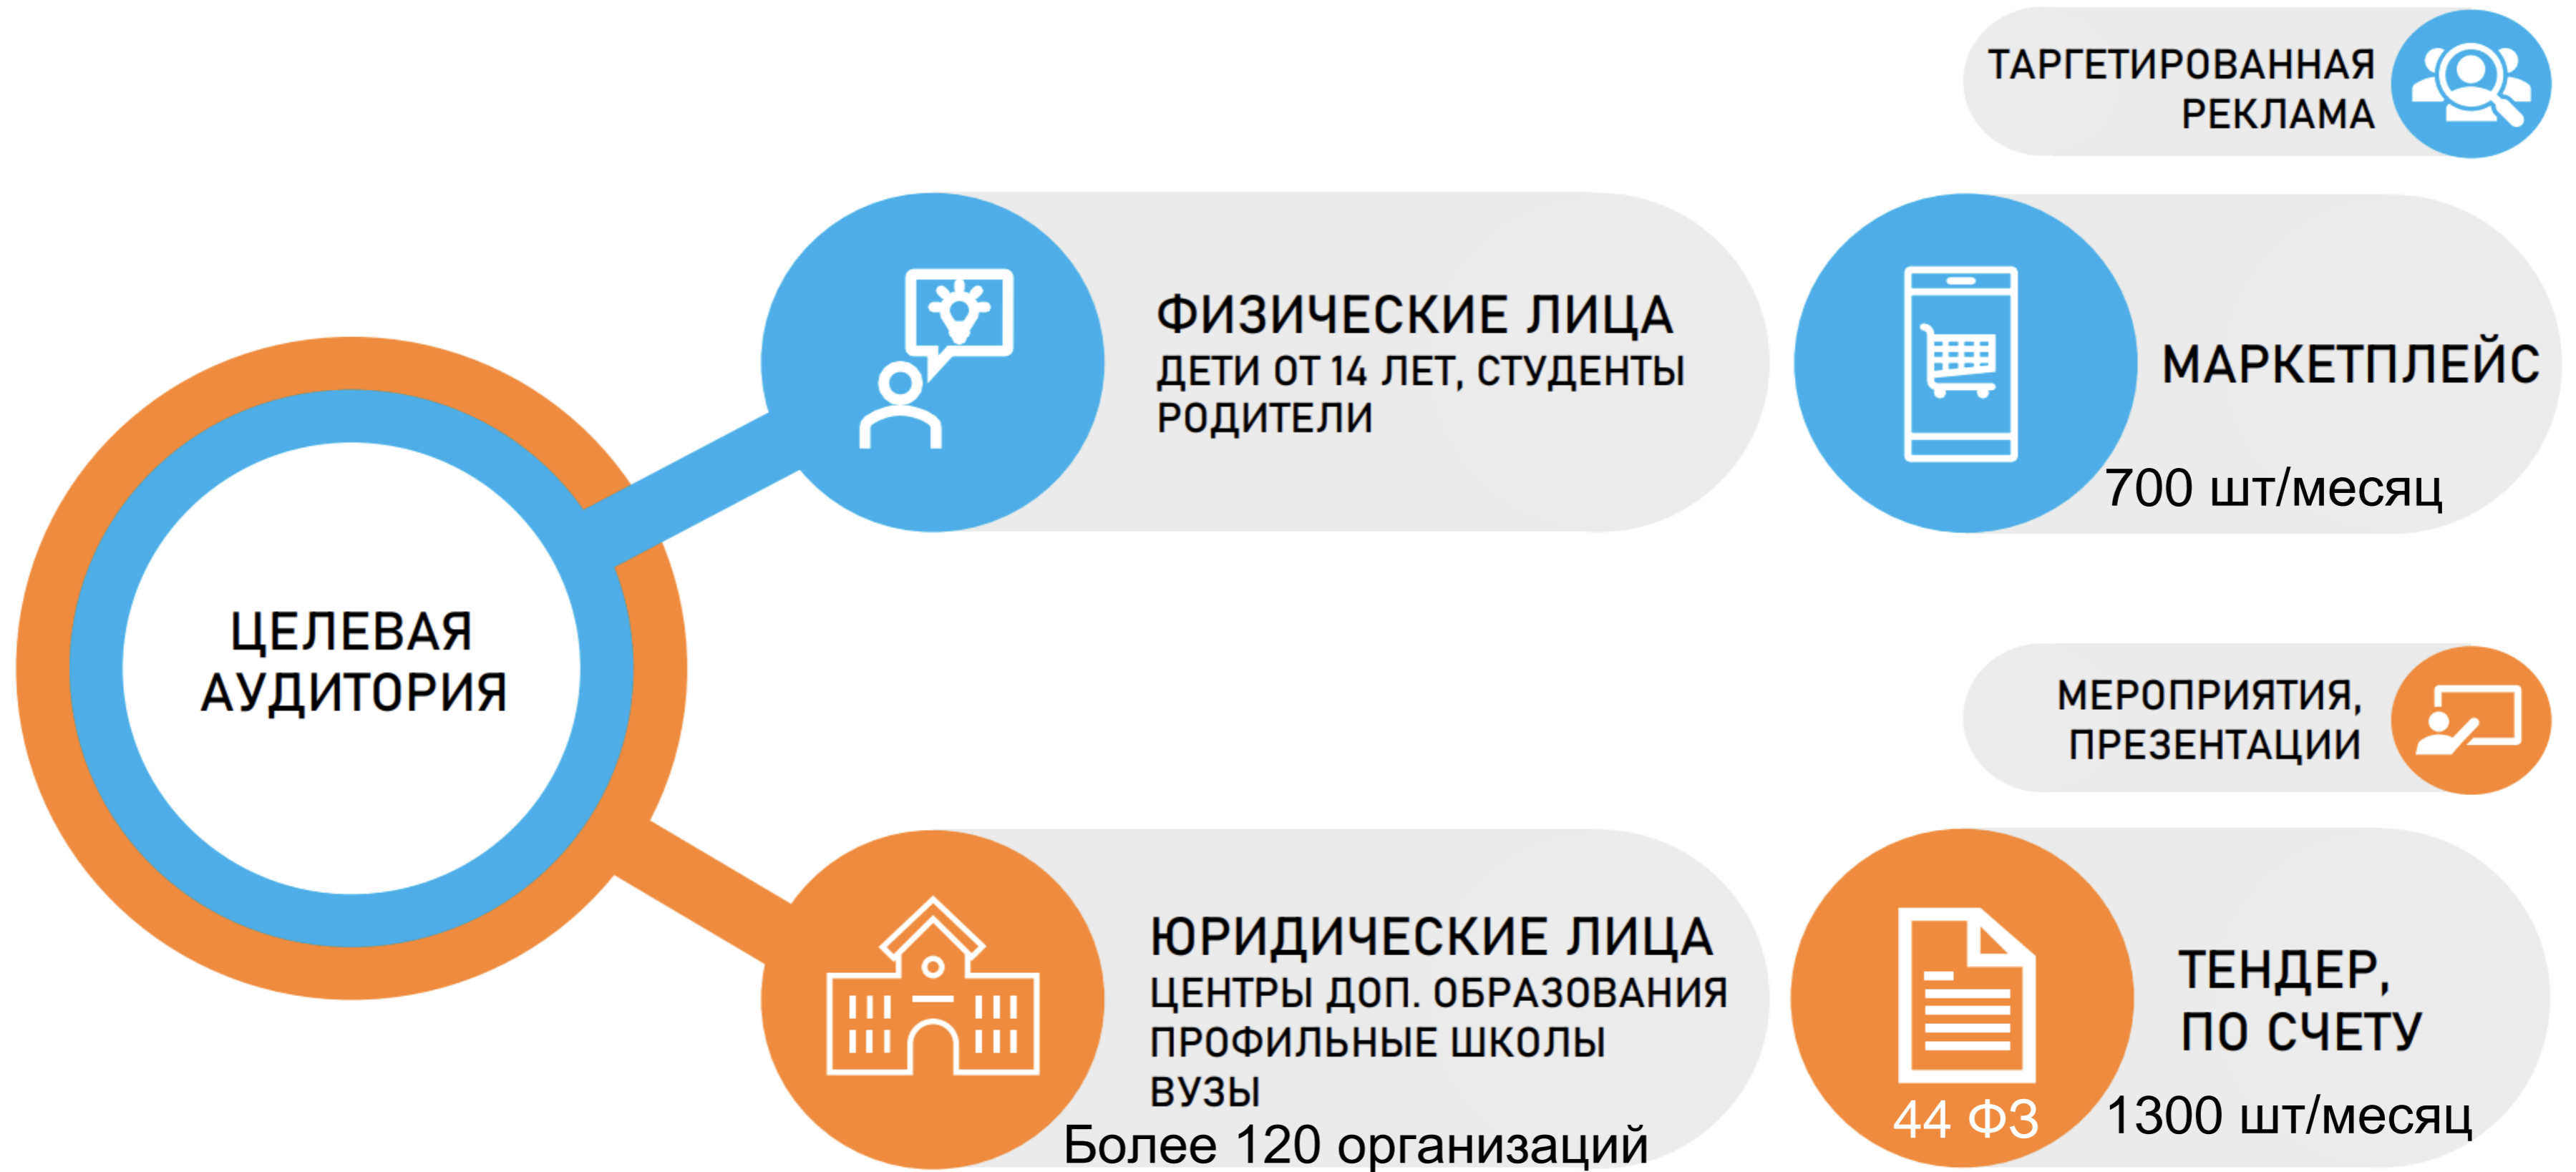 ТАРГЕТИРОВАННАЯ
РЕКЛАМА
ФИЗИЧЕСКИЕ ЛИЦА
ДЕТИ ОТ 14 ЛЕТ, СТУДЕНТЫ
РОДИТЕЛИ
МАРКЕТПЛЕЙС
700 шт/месяц
ЦЕЛЕВАЯ
АУДИТОРИЯ
МЕРОПРИЯТИЯ,
ПРЕЗЕНТАЦИИ
ЮРИДИЧЕСКИЕ ЛИЦА
ЦЕНТРЫ ДОП. ОБРАЗОВАНИЯ
ПРОФИЛЬНЫЕ ШКОЛЫ
ВУЗЫ
Более 120 организаций
ТЕНДЕР,
ПО СЧЕТУ
44 ФЗ
1300 шт/месяц